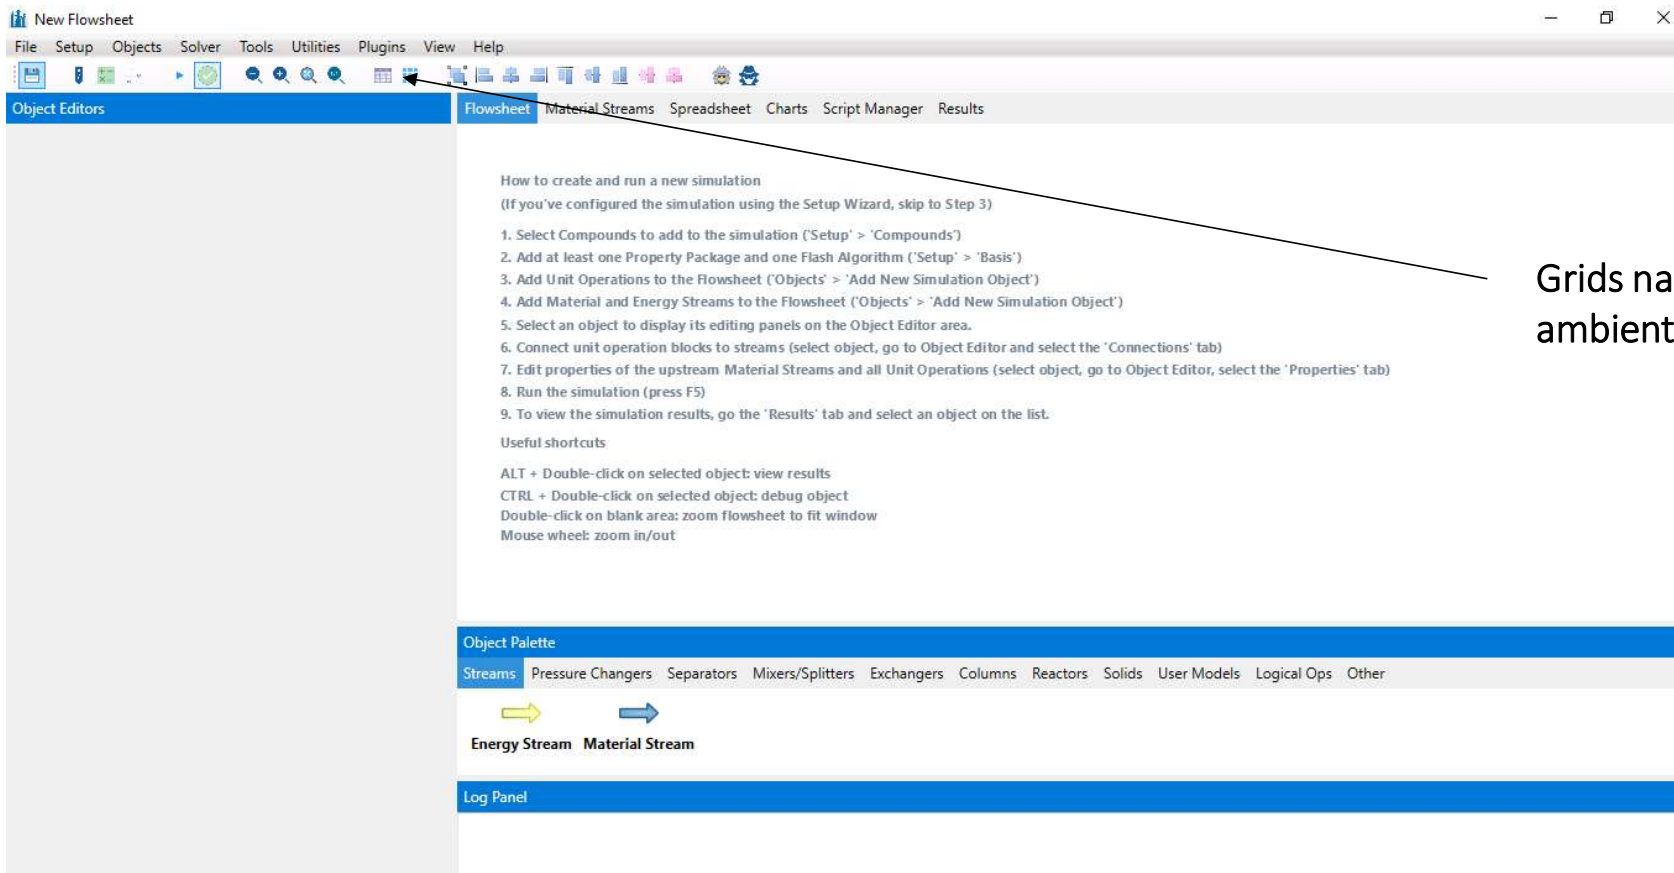 New Flowsheet
File Setup Objects Solver Tools Utilities Plugins View Help
Object Editors
Flowsheet Material Streams Spreadsheet Charts Script Manager Results
How to create and run a new simulation
(If you've configured the simulation using the Setup Wizard, skip to Step 3)
1. Select Compounds to add to the simulation ('Setup' > 'Compounds')
2. Add at least one Property Package and one Flash Algorithm ('Setup' > 'Basis')
3. Add Unit Operations to the Flowsheet ('Objects' > 'Add New Simulation Object')
4. Add Material and Energy Streams to the Flowsheet ('Objects' > 'Add New Simulation Object')
5. Select an object to display its editing panels on the Object Editor area.
6. Connect unit operation blocks to streams (select object, go to Object Editor and select the 'Connections' tab)
7. Edit properties of the upstream Material Streams and all Unit Operations (select object, go to Object Editor, select the 'Properties' tab)
8. Run the simulation (press F5)
9. To view the simulation results, go the 'Results' tab and select an object on the list.
Useful shortcuts
ALT + Double-click on selected object: view results
CTRL + Double-click on selected object: debug object
Double-click on blank area: zoom flowsheet to fit window
Mouse wheel: zoom in/out
Grids na
ambient
Object Palette
Streams Pressure Changers Separators Mixers/Splitters Exchangers Columns Reactors Solids User Models Logical Ops Other
Energy Stream Material Stream
Log Panel